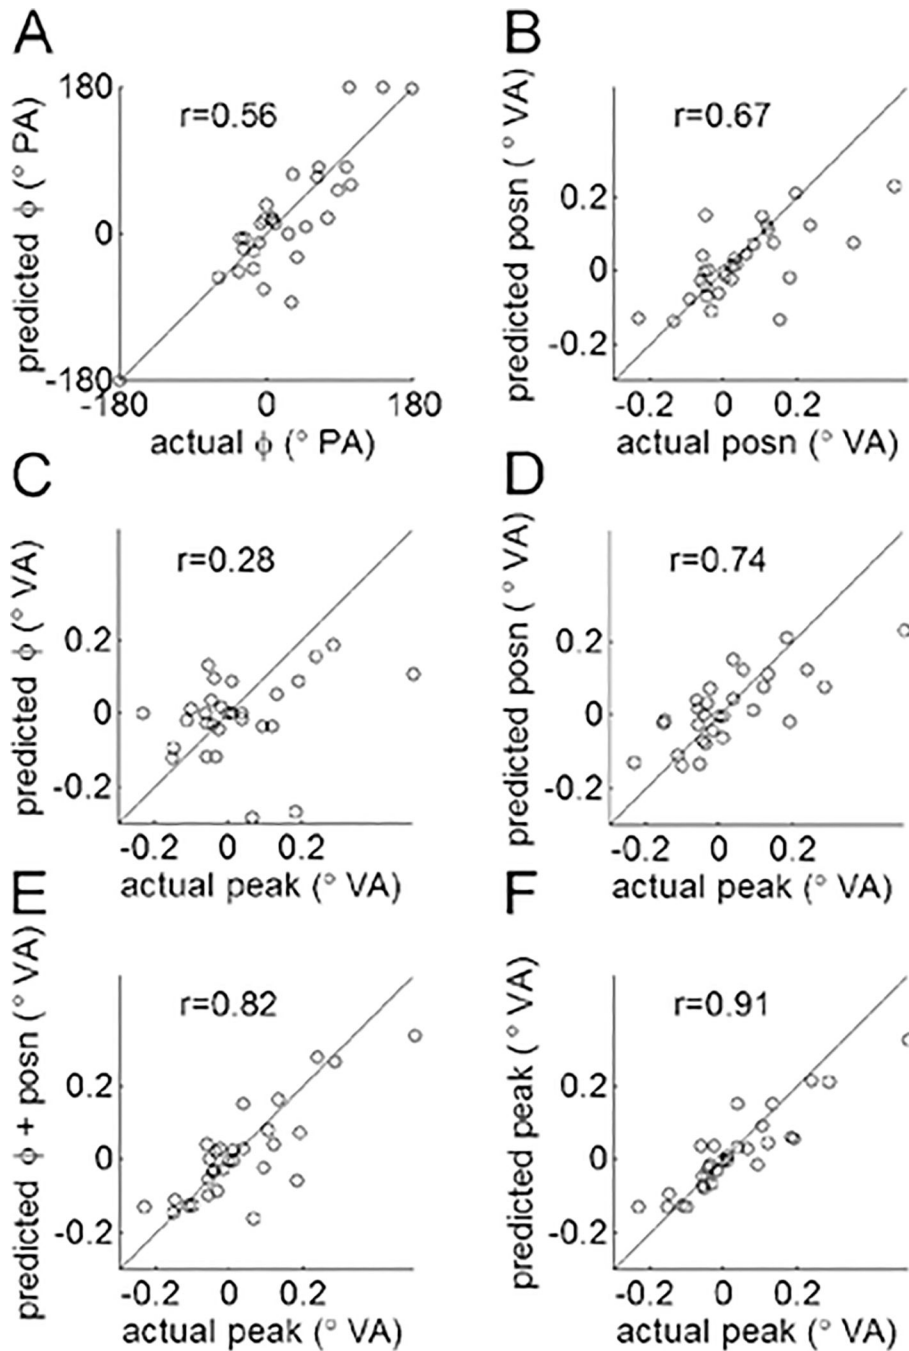 A
predicted ϕ (° PA)
180
0
-180
r=0.56
-180 0 180
actual ϕ (° PA)
B
predicted posn (° VA)
0.2
0
-0.2
r=0.67
-0.2 0 0.2
actual posn (° VA)
C
predicted ϕ (° VA)
0.2
0
-0.2
r=0.28
-0.2 0 0.2
actual peak (° VA)
D
predicted posn (° VA)
0.2
0
-0.2
r=0.74
-0.2 0 0.2
actual peak (° VA)
E
predicted ϕ + posn (° VA)
0.2
0
-0.2
r=0.82
-0.2 0 0.2
actual peak (° VA)
F
predicted peak (° VA)
0.2
0
-0.2
r=0.91
-0.2 0 0.2
actual peak (° VA)